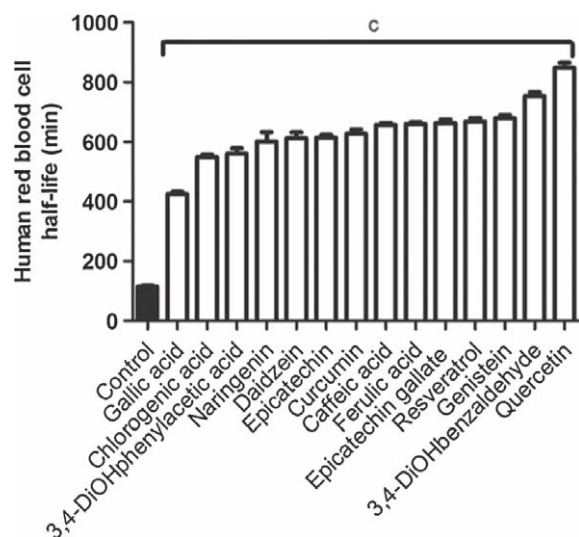 1000
C
800
600
400
200
0
Human red blood cell
half-life (min)
Control
Gallic acid
Chlorogenic acid
3,4-DiOHphenylacetic acid
Naringenin
Daidzein
Epicatechin
Curcumin
Caffeic acid
Ferulic acid
Epicatechin gallate
Resveratrol
Genistein
3,4-DiOHbenzaldehyde
Quercetin